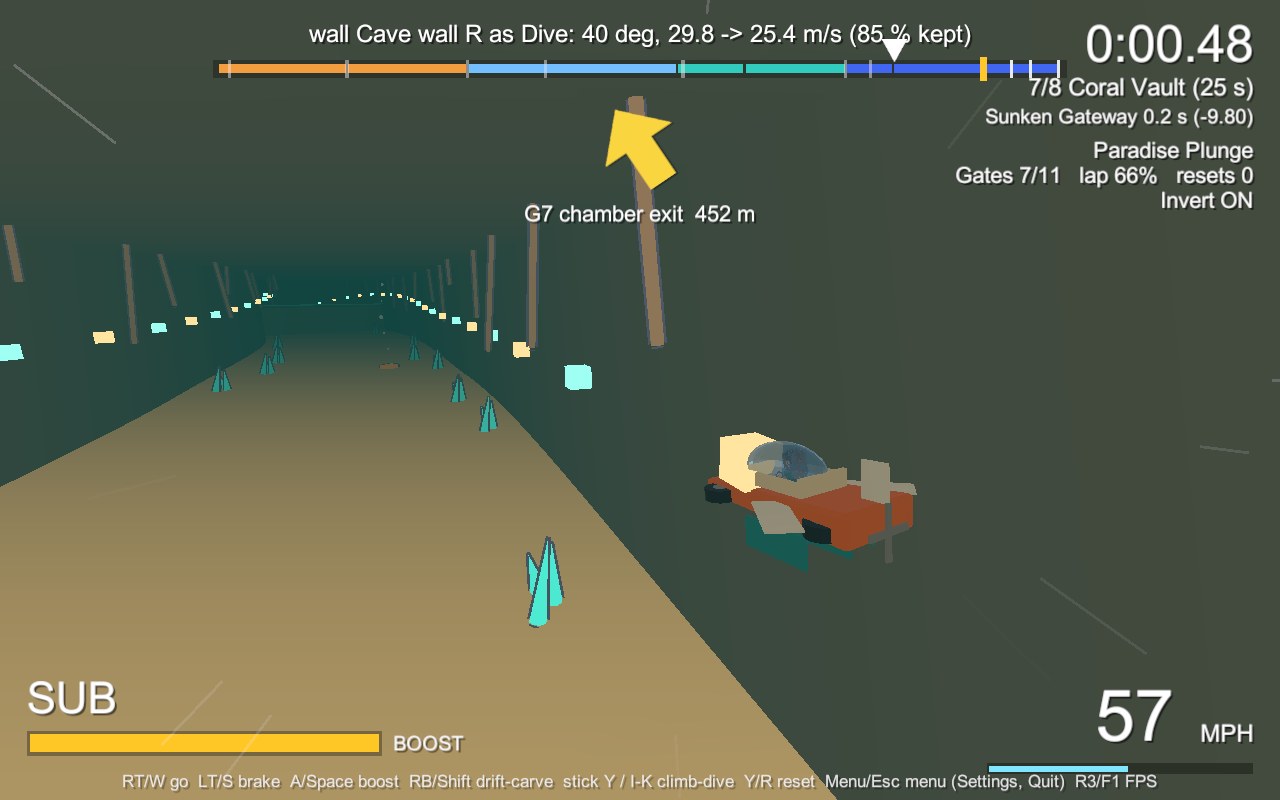 wall Cave wall R as Dive: 40 deg, 29.8 -> 25.4 m/s (85 % kept)
0:00.48
7/8 Coral Vault (25 s)
Sunken Gateway 0.2 s (-9.80)
Paradise Plunge
Gates 7/11 lap 66% resets 0
Invert ON
G7 chamber exit 452 m
SUB
BOOST
57 MPH
RT/W go LT/S brake A/Space boost RB/Shift drift-carve stick Y / I-K climb-dive Y/R reset Menu/Esc menu (Settings, Quit) R3/F1 FPS